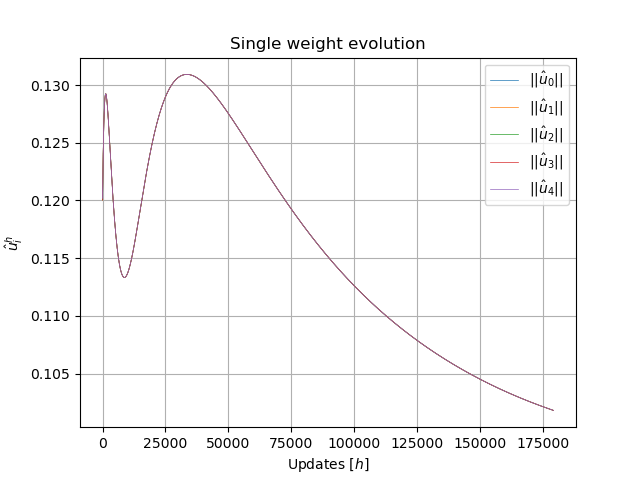 Single weight evolution
||û₀||
||û₁||
||û₂||
||û₃||
||û₄||
0.130
0.125
0.120
0.115
0.110
0.105
ûᵢʰ
0 25000 50000 75000 100000 125000 150000 175000
Updates [h]